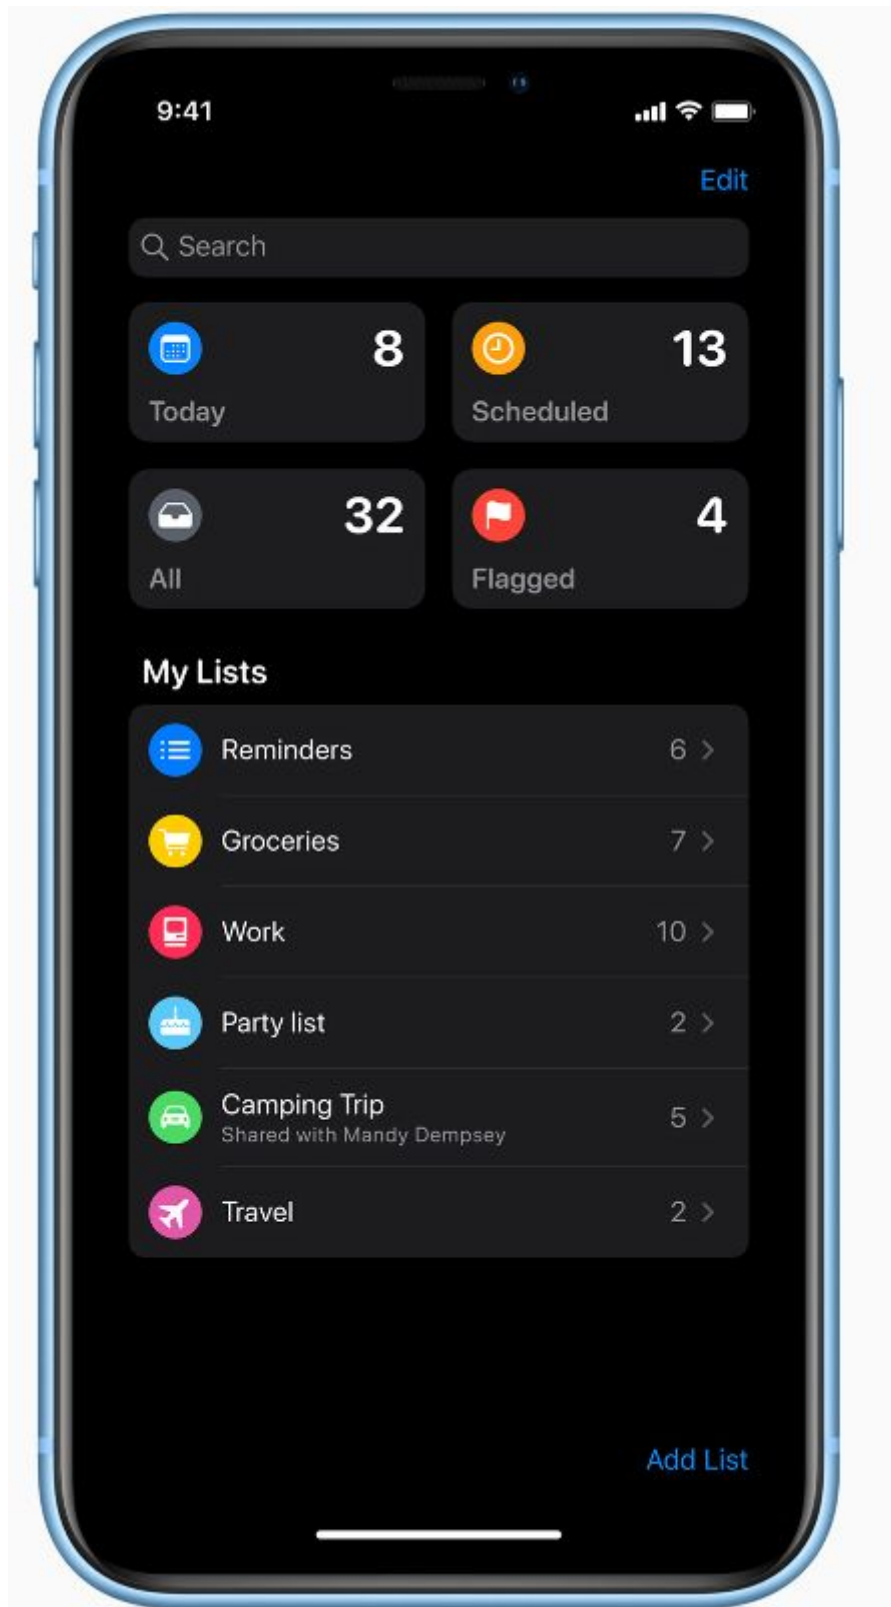 9:41
Edit
Search
8
Today
13
Scheduled
32
All
4
Flagged
My Lists
Reminders 6
Groceries 7
Work 10
Party list 2
Camping Trip 5
Shared with Mandy Dempsey
Travel 2
Add List